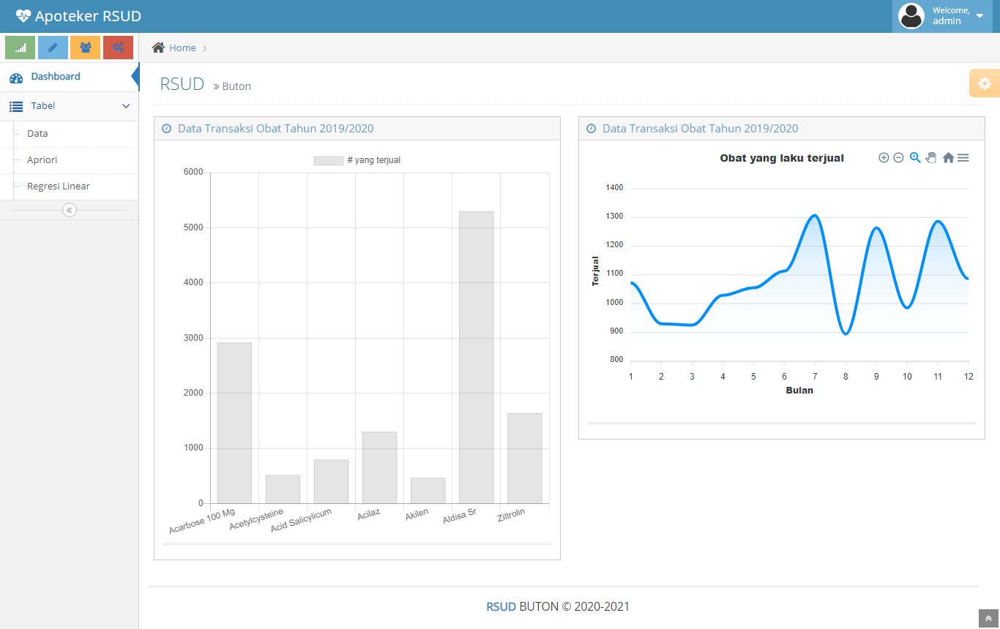 Apoteker RSUD
Welcome,
admin
Home
Dashboard
Tabel
Data
Apriori
Regresi Linear
RSUD
Buton
Data Transaksi Obat Tahun 2019/2020
# yang terjual
6000
5000
4000
3000
2000
1000
0
Acarbose 100 Mg
Acetylcysteine
Acid Salicylicum
Acilaz
Akilen
Aldisa Sr
Ziltrolin
Data Transaksi Obat Tahun 2019/2020
Obat yang laku terjual
1400
1300
1200
1100
1000
900
800
Terjual
1 2 3 4 5 6 7 8 9 10 11 12
Bulan
RSUD BUTON © 2020-2021